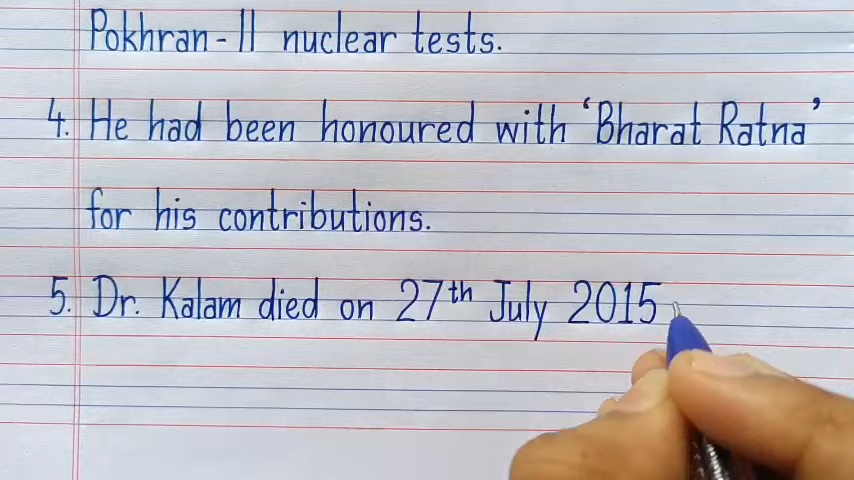 Pokhran-II nuclear tests.
4. He had been honoured with 'Bharat Ratna'
for his contributions.
5. Dr. Kalam died on 27th July 2015